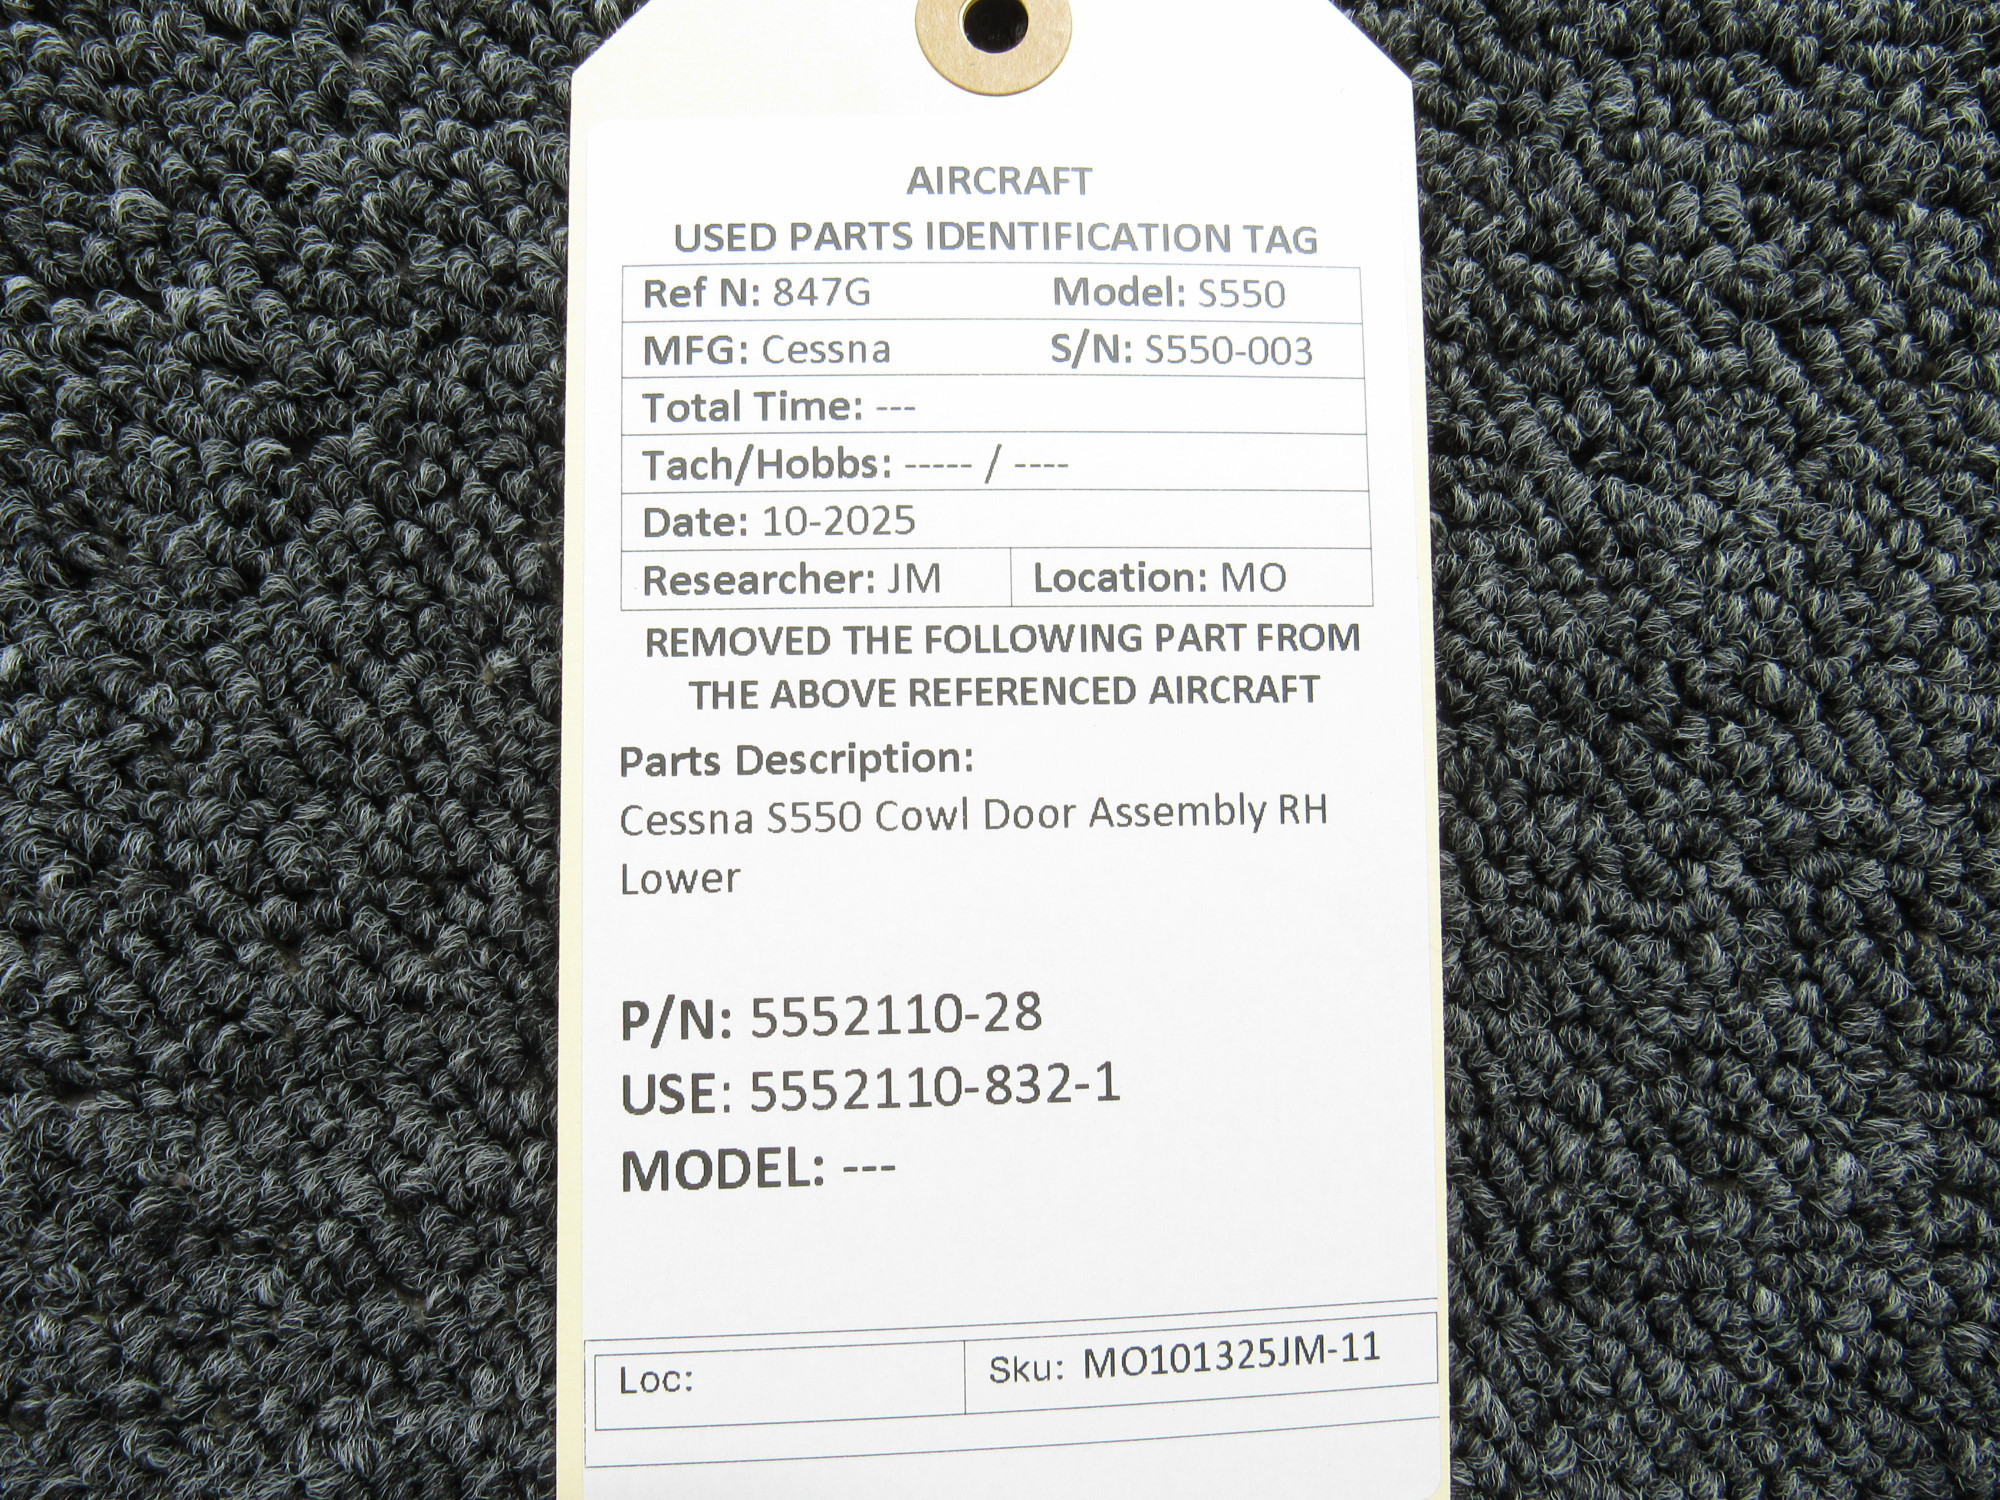 AIRCRAFT
USED PARTS IDENTIFICATION TAG
Ref N: 847G Model: S550
MFG: Cessna S/N: S550-003
Total Time: ---
Tach/Hobbs: ----- / ----
Date: 10-2025
Researcher: JM Location: MO
REMOVED THE FOLLOWING PART FROM
THE ABOVE REFERENCED AIRCRAFT
Parts Description:
Cessna S550 Cowl Door Assembly RH
Lower
P/N: 5552110-28
USE: 5552110-832-1
MODEL: ---
Loc: Sku: MO101325JM-11